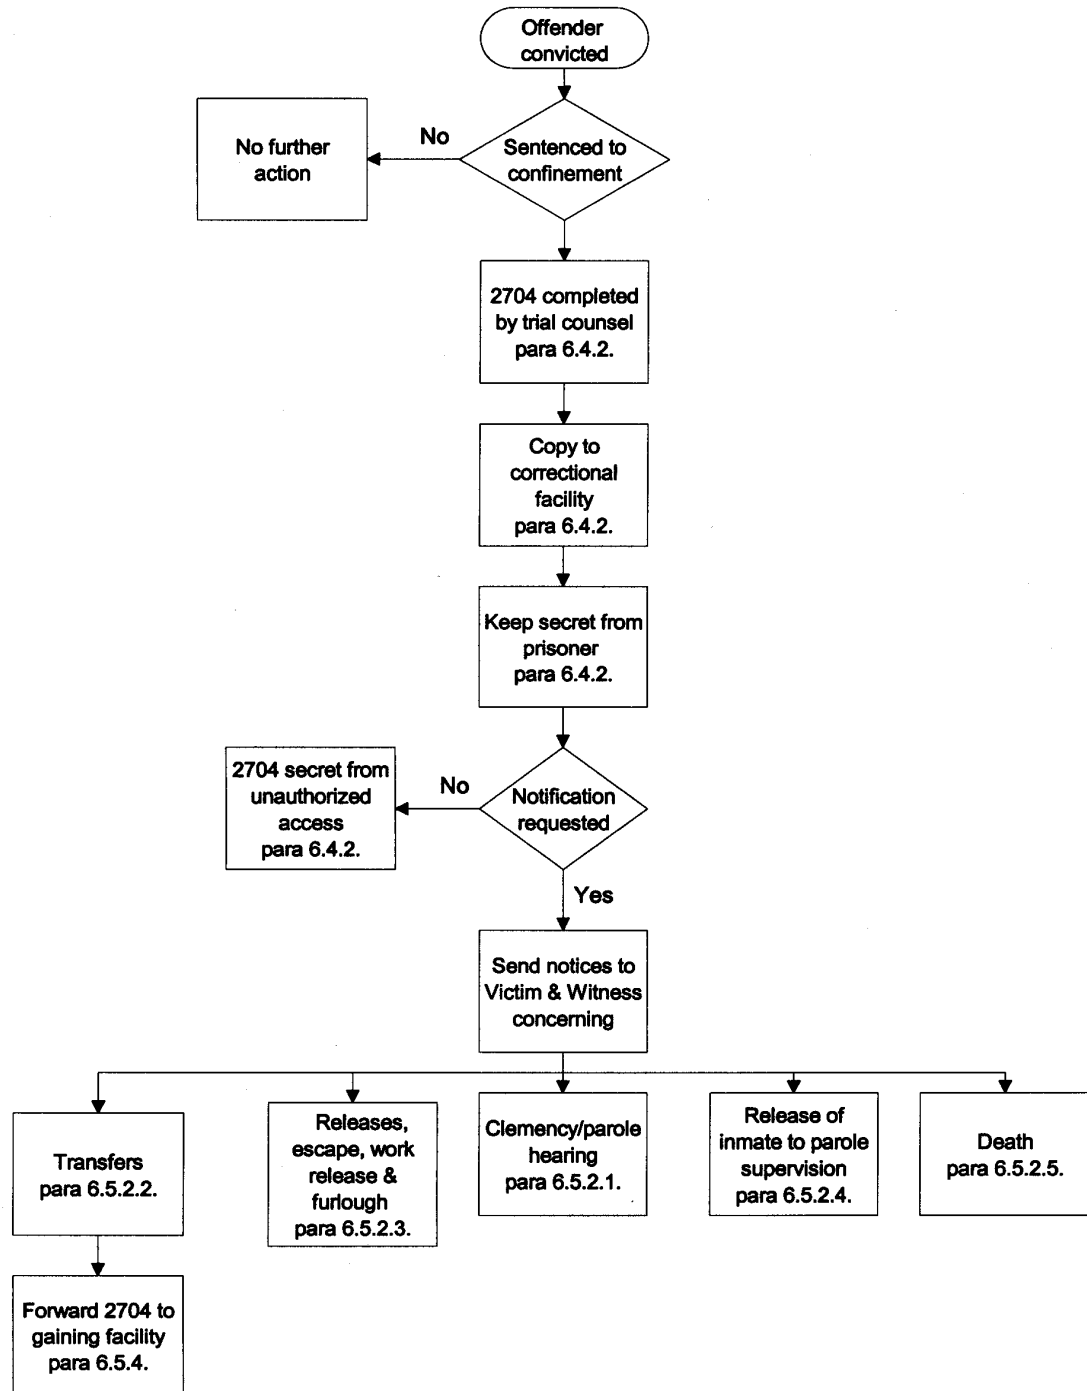 Offender
convicted
No
Sentenced to
confinement
No further
action
2704 completed
by trial counsel
para 6.4.2.
Copy to
correctional
facility
para 6.4.2.
Keep secret from
prisoner
para 6.4.2.
2704 secret from
unauthorized
access
para 6.4.2.
No
Notification
requested
Yes
Send notices to
Victim & Witness
concerning
Transfers
para 6.5.2.2.
Releases,
escape, work
release &
furlough
para 6.5.2.3.
Clemency/parole
hearing
para 6.5.2.1.
Release of
inmate to parole
supervision
para 6.5.2.4.
Death
para 6.5.2.5.
Forward 2704 to
gaining facility
para 6.5.4.